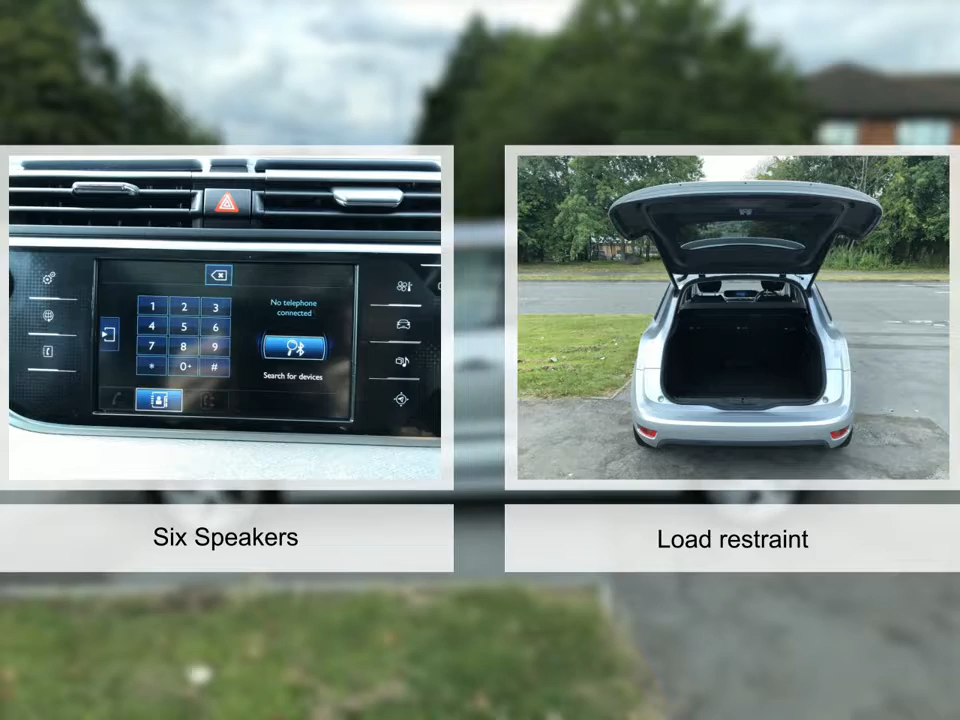 No telephone
connected
1 2 3
4 5 6
7 8 9
* 0+ #
Search for devices
Six Speakers
Load restraint